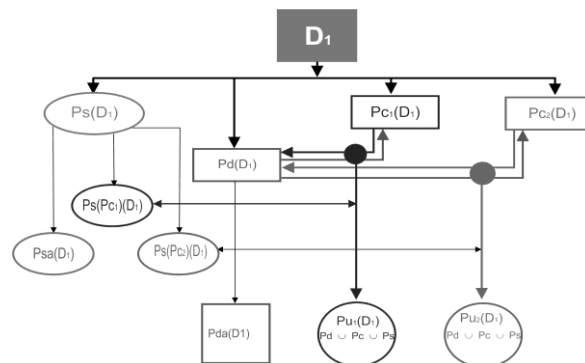 D₁
Ps(D₁)
Pc₁(D₁)
Pc₂(D₁)
Pd(D₁)
Ps(Pc₁)(D₁)
Psa(D₁)
Ps(Pc₂)(D₁)
Pda(D1)
Pu₁(D₁)
Pd ∪ Pc ∪ Ps
Pu₂(D₁)
Pd ∪ Pc ∪ Ps